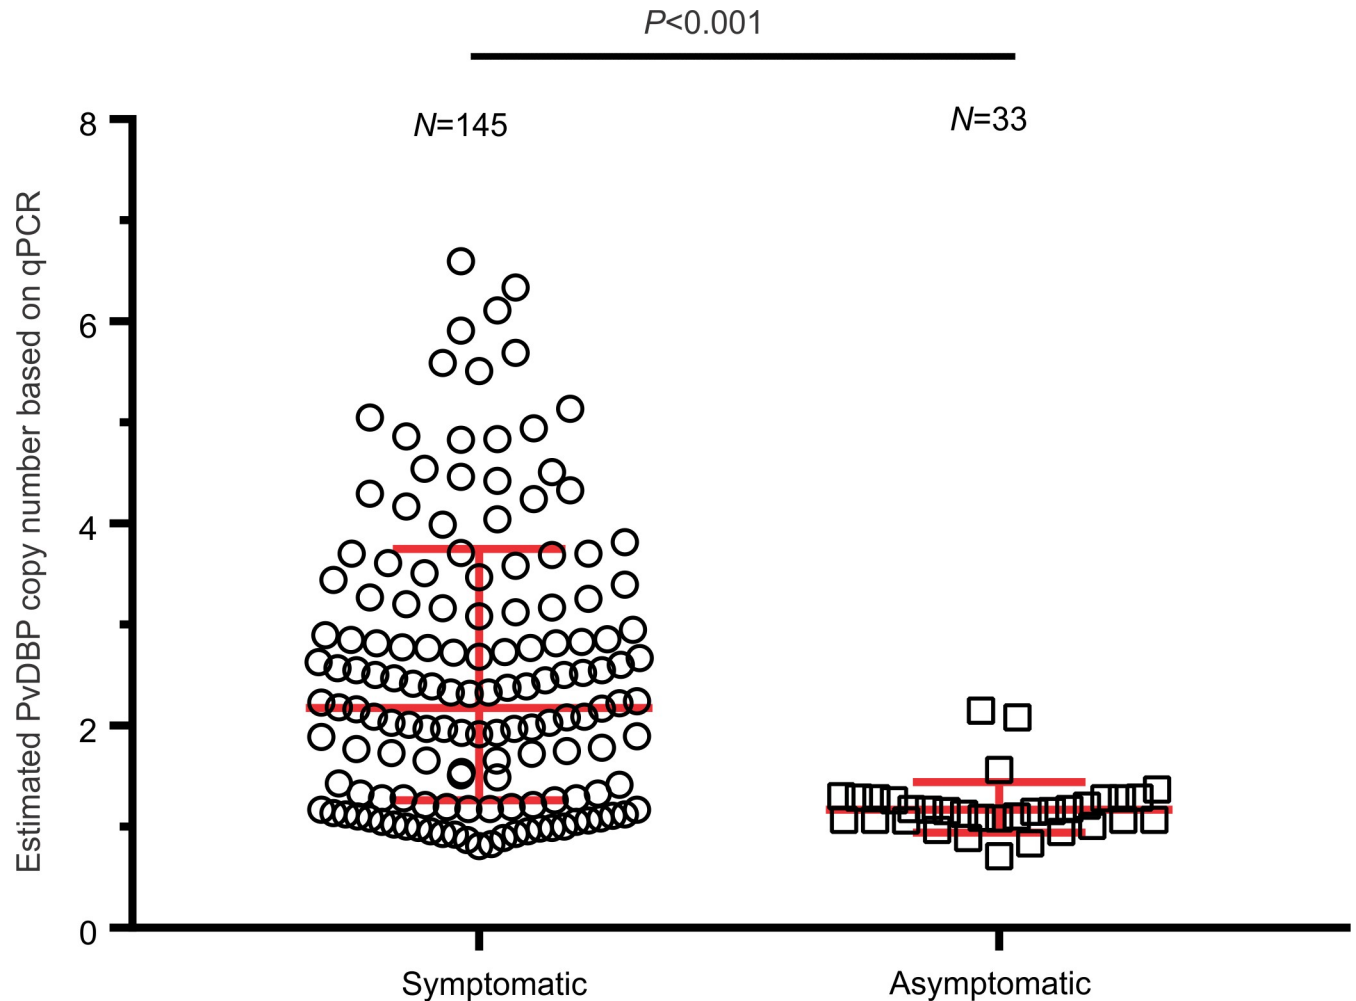 P<0.001
N=145
N=33
Estimated PvDBP copy number based on qPCR
8
6
4
2
0
Symptomatic
Asymptomatic